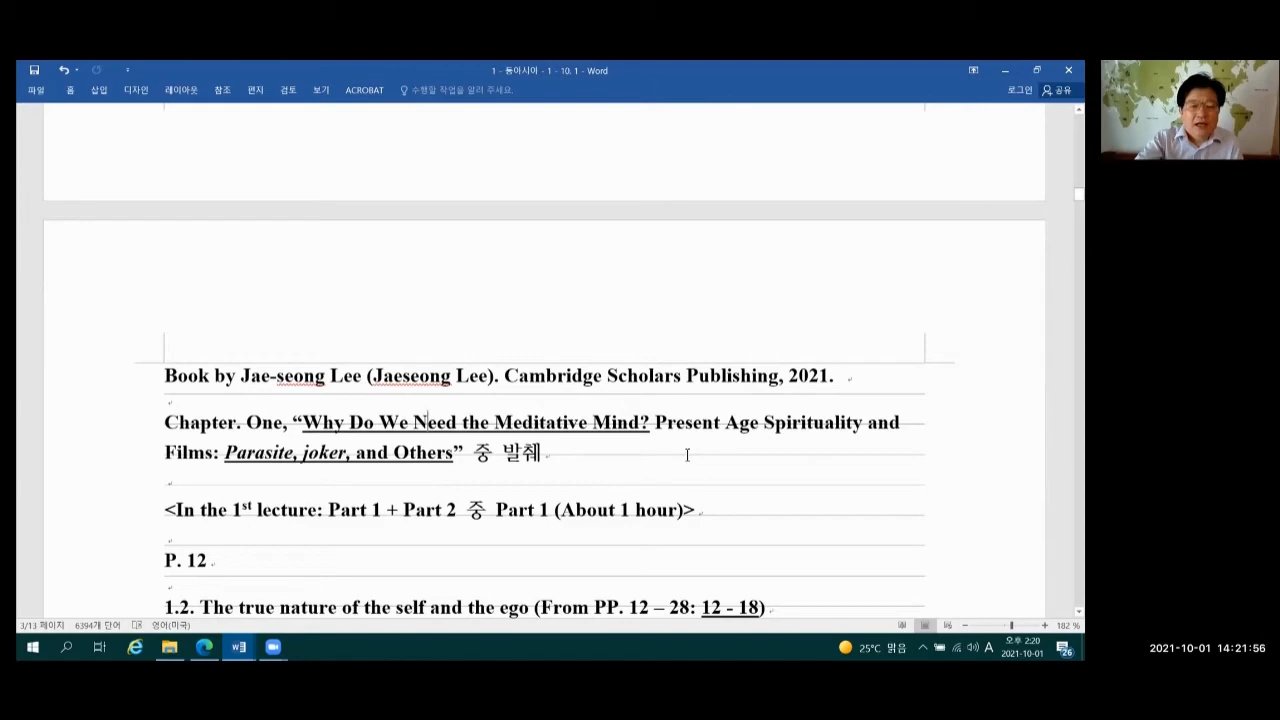 1 - 동아시아 - 1 - 10. 1 - Word
파일 홈 삽입 디자인 레이아웃 참조 편지 검토 보기 ACROBAT 수행할 작업을 알려 주세요. 로그인 공유
Book by Jae-seong Lee (Jaeseong Lee). Cambridge Scholars Publishing, 2021.
Chapter. One, “Why Do We Need the Meditative Mind? Present Age Spirituality and
Films: Parasite, joker, and Others” 중 발췌
<In the 1st lecture: Part 1 + Part 2 중 Part 1 (About 1 hour)>
P. 12
1.2. The true nature of the self and the ego (From PP. 12 – 28: 12 - 18)
3/13 페이지 6394개 단어 영어(미국) 182 %
25°C 맑음 A 오후 2:20
2021-10-01 26
2021-10-01 14:21:56